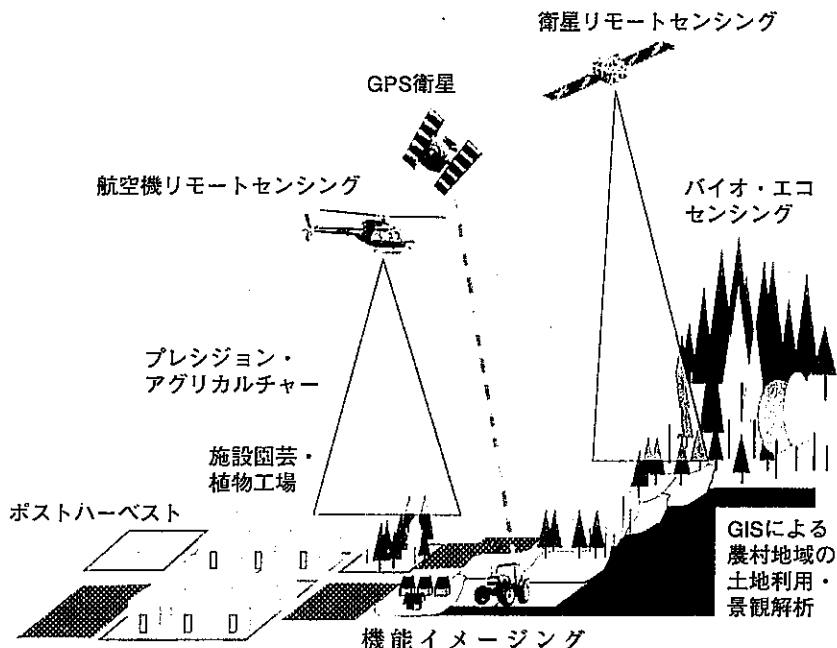 衛星リモートセンシング
GPS衛星
航空機リモートセンシング
バイオ・エコ
センシング
プレシジョン・
アグリカルチャー
施設園芸・
植物工場
ポストハーベスト
GISによる
農村地域の
土地利用・
景観解析
機能イメージング